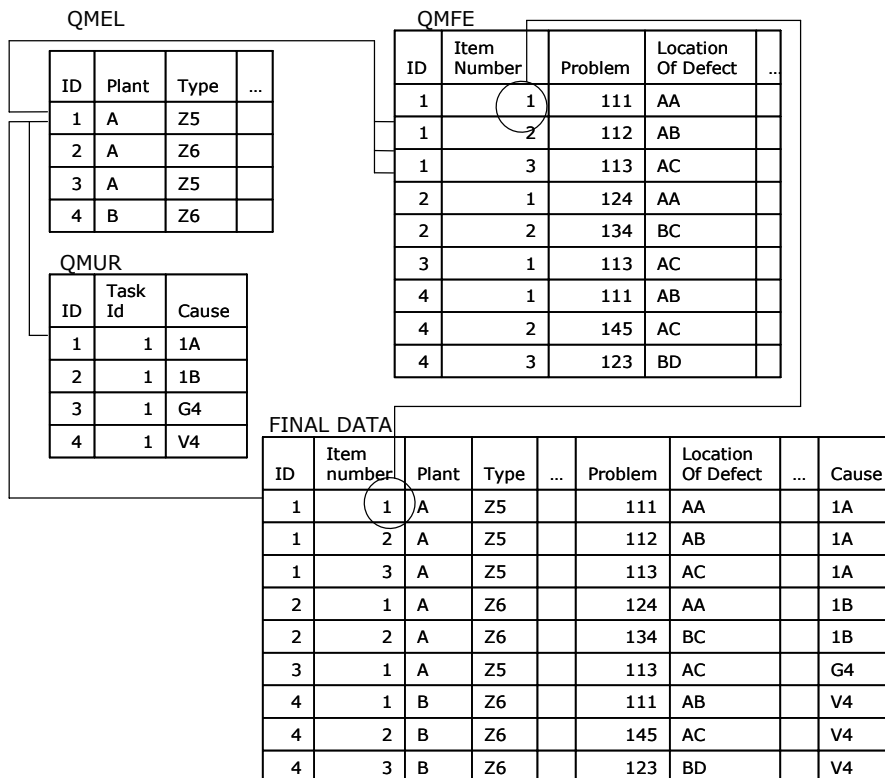 QMEL
ID Plant Type ...
1 A Z5
2 A Z6
3 A Z5
4 B Z6
QMFE
ID Item Number Problem Location Of Defect ...
1 1 111 AA
1 2 112 AB
1 3 113 AC
2 1 124 AA
2 2 134 BC
3 1 113 AC
4 1 111 AB
4 2 145 AC
4 3 123 BD
QMUR
ID Task Id Cause
1 1 1A
2 1 1B
3 1 G4
4 1 V4
FINAL DATA
ID Item number Plant Type ... Problem Location Of Defect ... Cause
1 1 A Z5 111 AA 1A
1 2 A Z5 112 AB 1A
1 3 A Z5 113 AC 1A
2 1 A Z6 124 AA 1B
2 2 A Z6 134 BC 1B
3 1 A Z5 113 AC G4
4 1 B Z6 111 AB V4
4 2 B Z6 145 AC V4
4 3 B Z6 123 BD V4